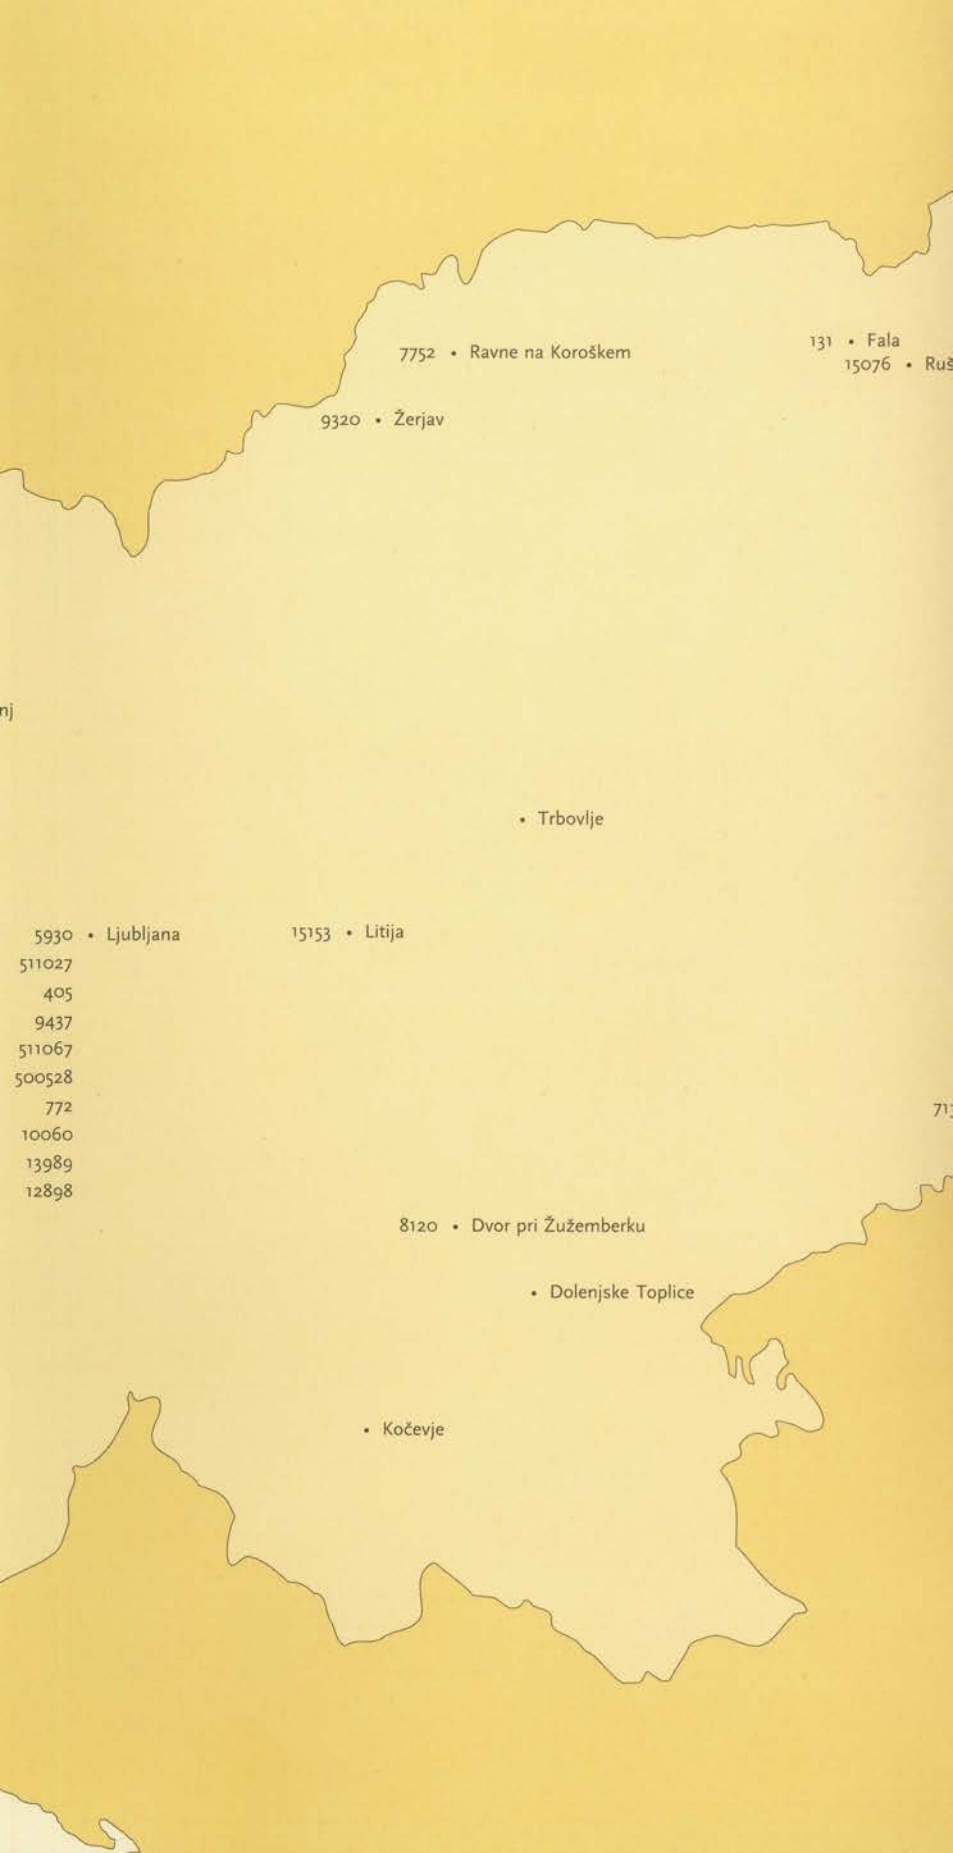 131 • Fala
7752 • Ravne na Koroškem
15076 • Ruš
9320 • Žerjav
nj
• Trbovlje
5930 • Ljubljana
15153 • Litija
511027
405
9437
511067
500528
772
10060
13989
12898
713
8120 • Dvor pri Žužemberku
• Dolenjske Toplice
• Kočevje